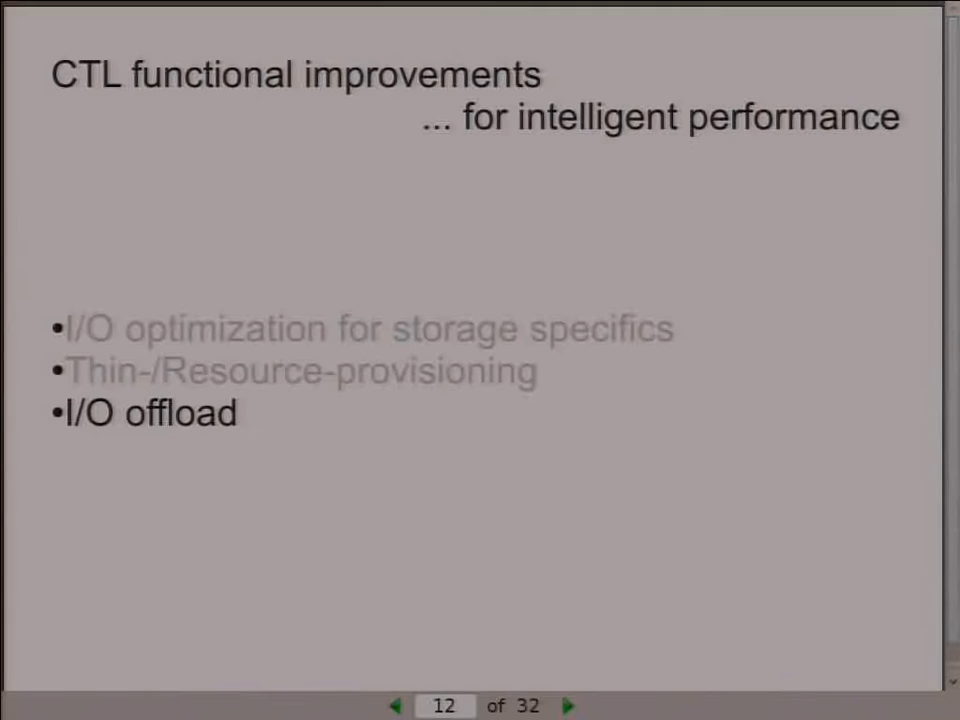 CTL functional improvements
... for intelligent performance
•I/O optimization for storage specifics
•Thin-/Resource-provisioning
•I/O offload
12 of 32